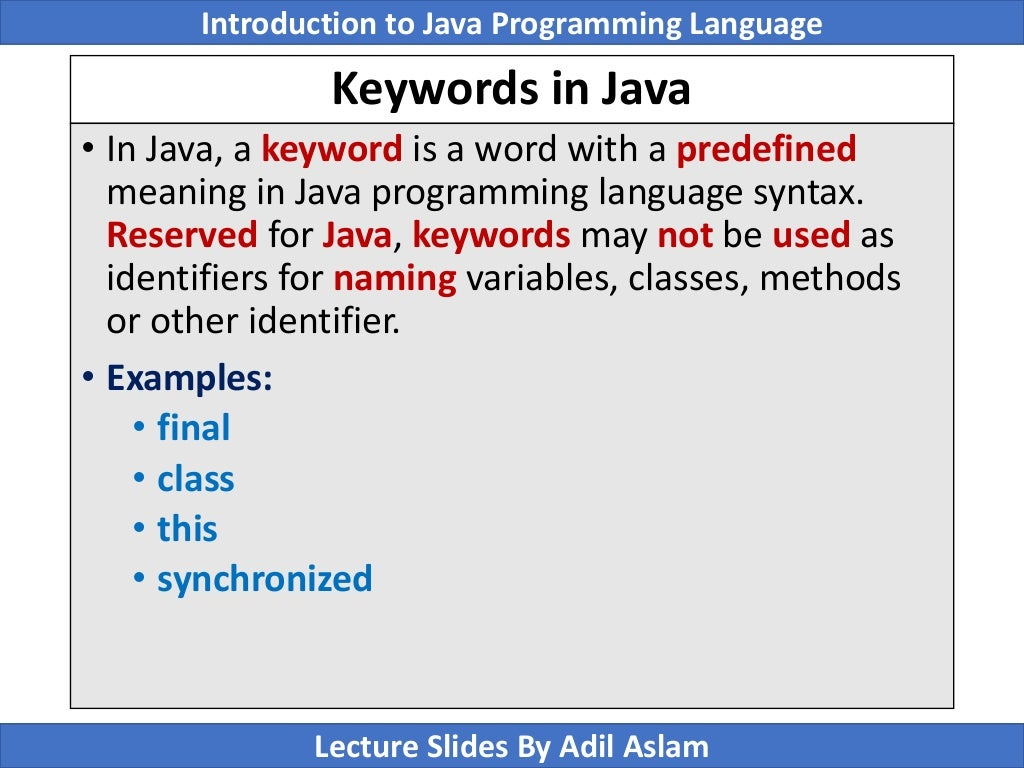 Introduction to Java Programming Language
Keywords in Java
• In Java, a keyword is a word with a predefined
meaning in Java programming language syntax.
Reserved for Java, keywords may not be used as
identifiers for naming variables, classes, methods
or other identifier.
• Examples:
• final
• class
• this
• synchronized
Lecture Slides By Adil Aslam